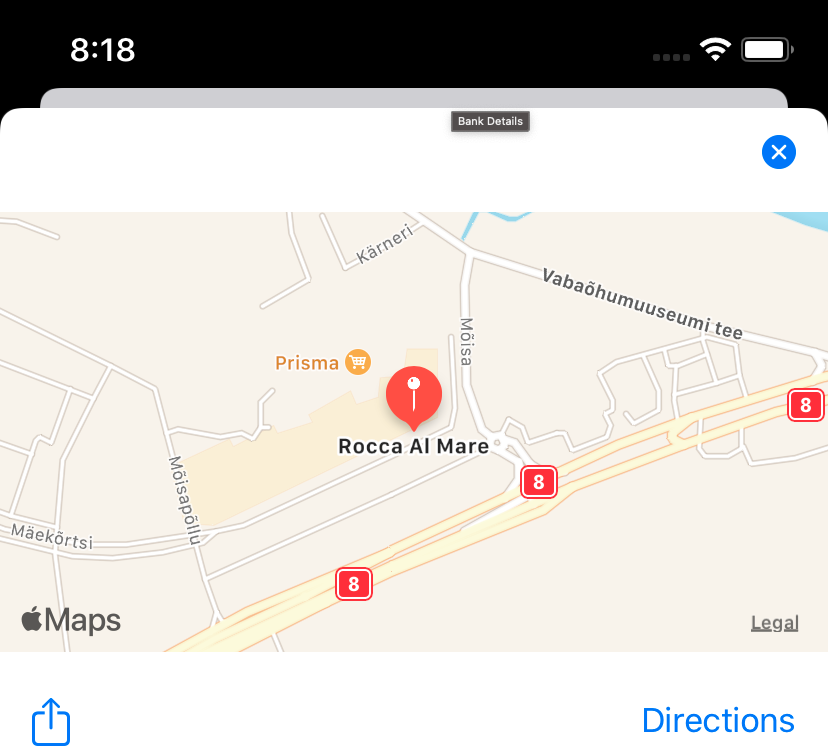 8:18
Bank Details
Kärneri
Vabaõhumuuseumi tee
Mõisa
Prisma
8
Rocca Al Mare
8
Mõisapõllu
Mäekõrtsi
8
Maps
Legal
Directions